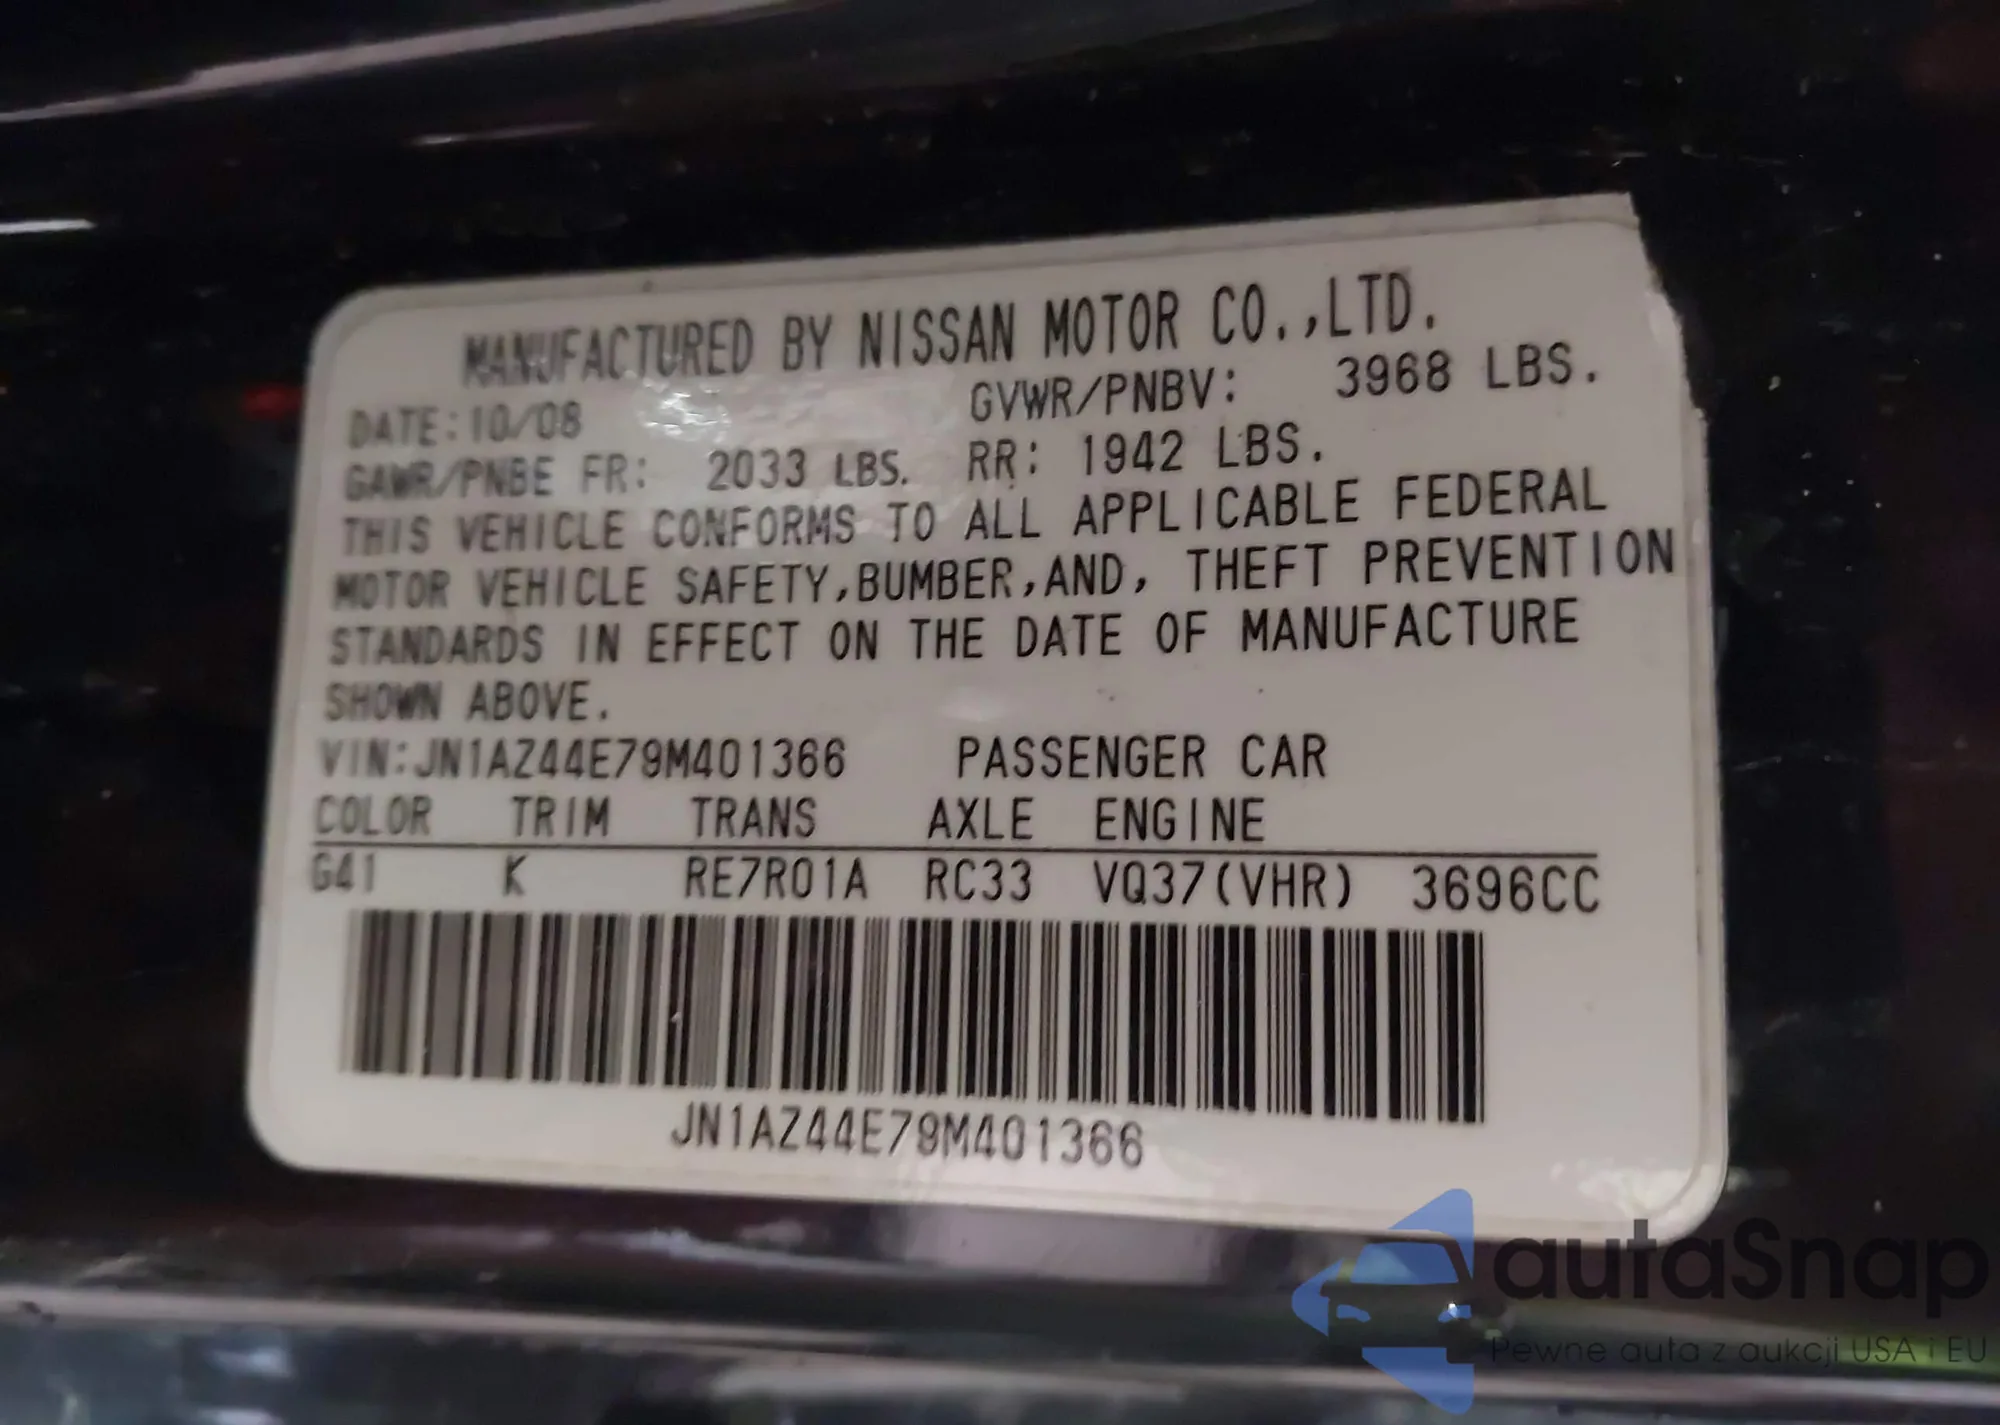 MANUFACTURED BY NISSAN MOTOR CO.,LTD.
DATE:10/08 GVWR/PNBV: 3968 LBS.
GAWR/PNBE FR: 2033 LBS. RR: 1942 LBS.
THIS VEHICLE CONFORMS TO ALL APPLICABLE FEDERAL
MOTOR VEHICLE SAFETY,BUMBER,AND, THEFT PREVENTION
STANDARDS IN EFFECT ON THE DATE OF MANUFACTURE
SHOWN ABOVE.
VIN:JN1AZ44E79M401366 PASSENGER CAR
COLOR TRIM TRANS AXLE ENGINE
G41 K RE7R01A RC33 VQ37(VHR) 3696CC
JN1AZ44E79M401366
autaSnap
Pewne auta z aukcji USA i EU